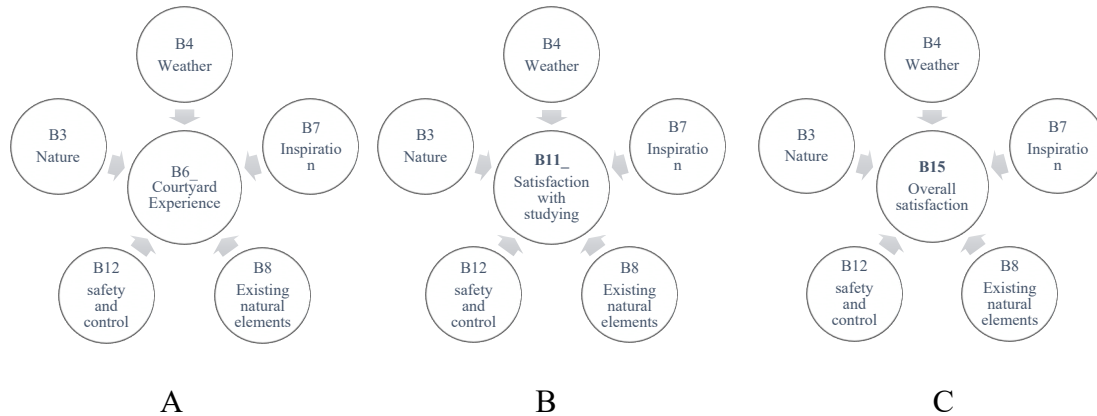 B4
Weather
B3
Nature
B7
Inspiratio
n
B6_
Courtyard
Experience
B12
safety
and
control
B8
Existing
natural
elements
A
B4
Weather
B3
Nature
B7
Inspiratio
n
B11_
Satisfaction
with
studying
B12
safety
and
control
B8
Existing
natural
elements
B
B4
Weather
B3
Nature
B7
Inspiratio
n
B15
Overall
satisfaction
B12
safety
and
control
B8
Existing
natural
elements
C